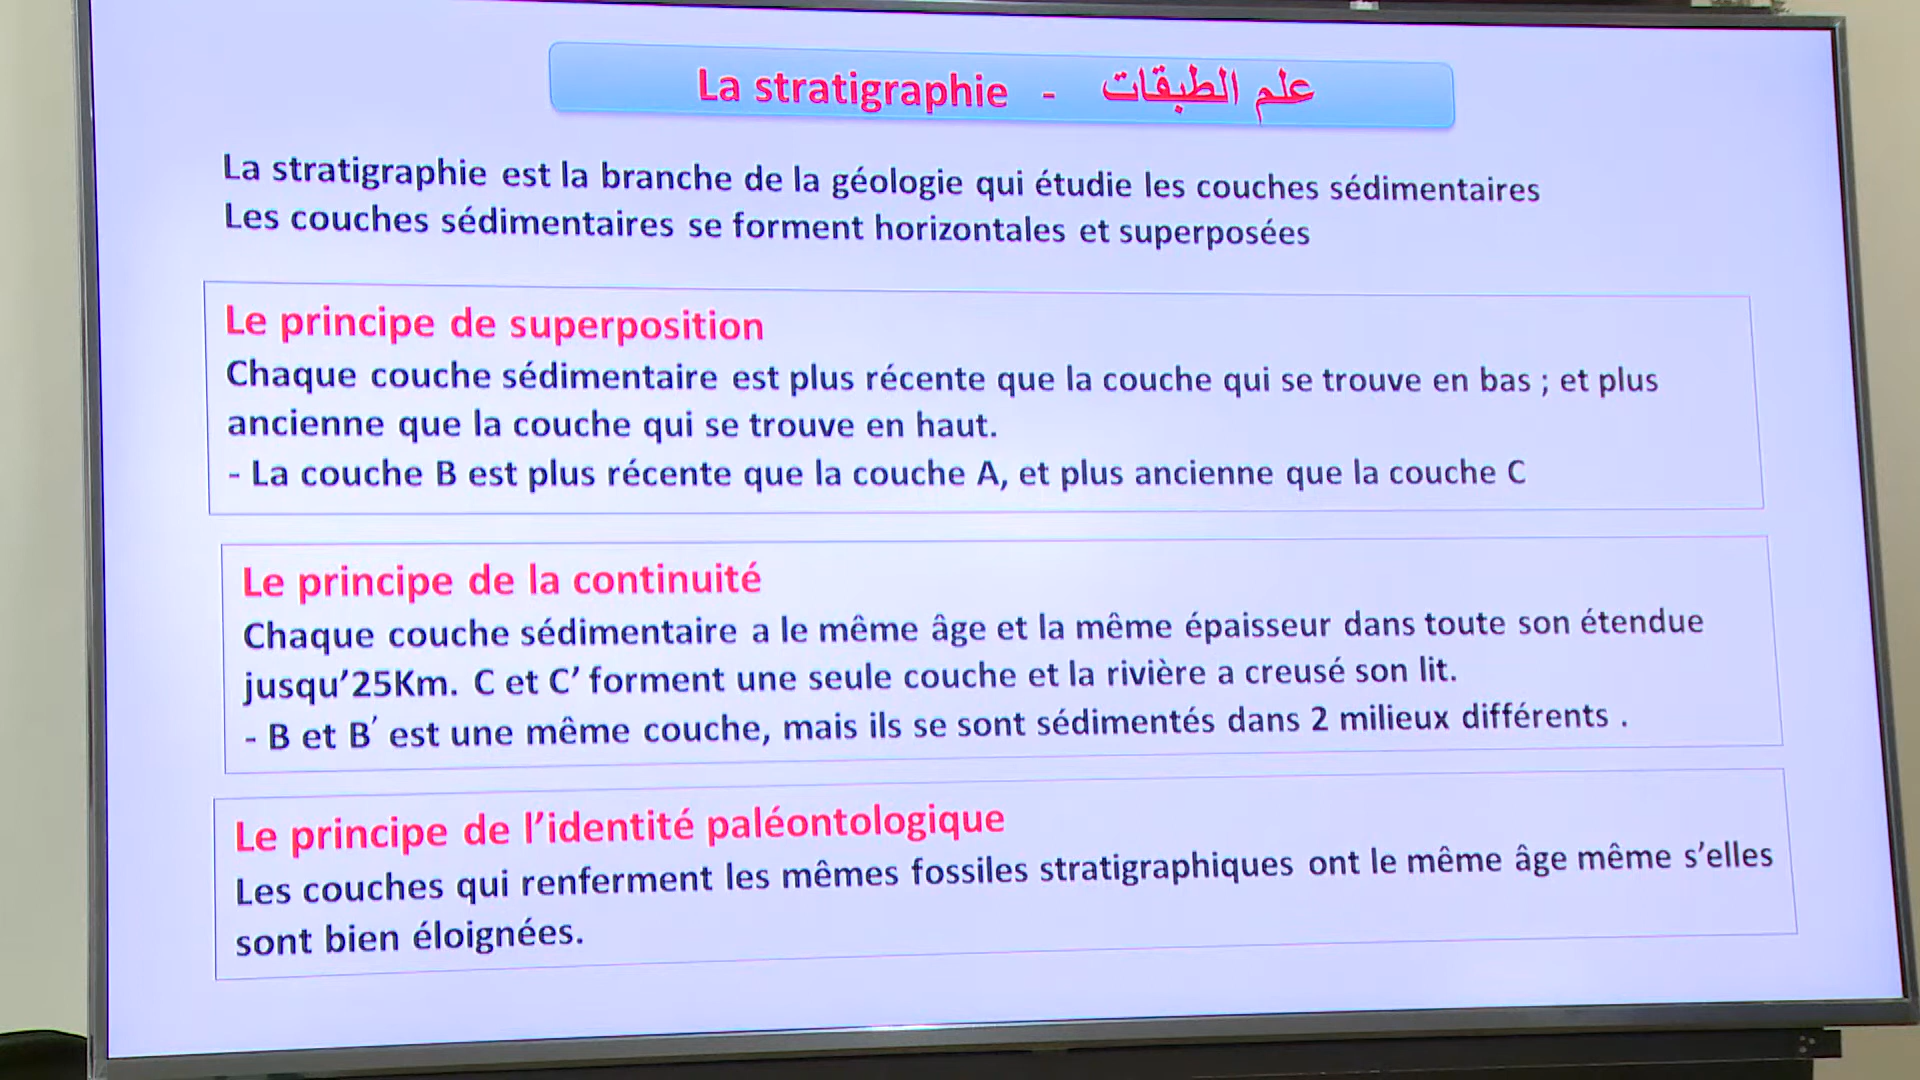 La stratigraphie - علم الطبقات
La stratigraphie est la branche de la géologie qui étudie les couches sédimentaires
Les couches sédimentaires se forment horizontales et superposées
Le principe de superposition
Chaque couche sédimentaire est plus récente que la couche qui se trouve en bas ; et plus
ancienne que la couche qui se trouve en haut.
- La couche B est plus récente que la couche A, et plus ancienne que la couche C
Le principe de la continuité
Chaque couche sédimentaire a le même âge et la même épaisseur dans toute son étendue
jusqu’25Km. C et C’ forment une seule couche et la rivière a creusé son lit.
- B et B’ est une même couche, mais ils se sont sédimentés dans 2 milieux différents .
Le principe de l’identité paléontologique
Les couches qui renferment les mêmes fossiles stratigraphiques ont le même âge même s’elles
sont bien éloignées.